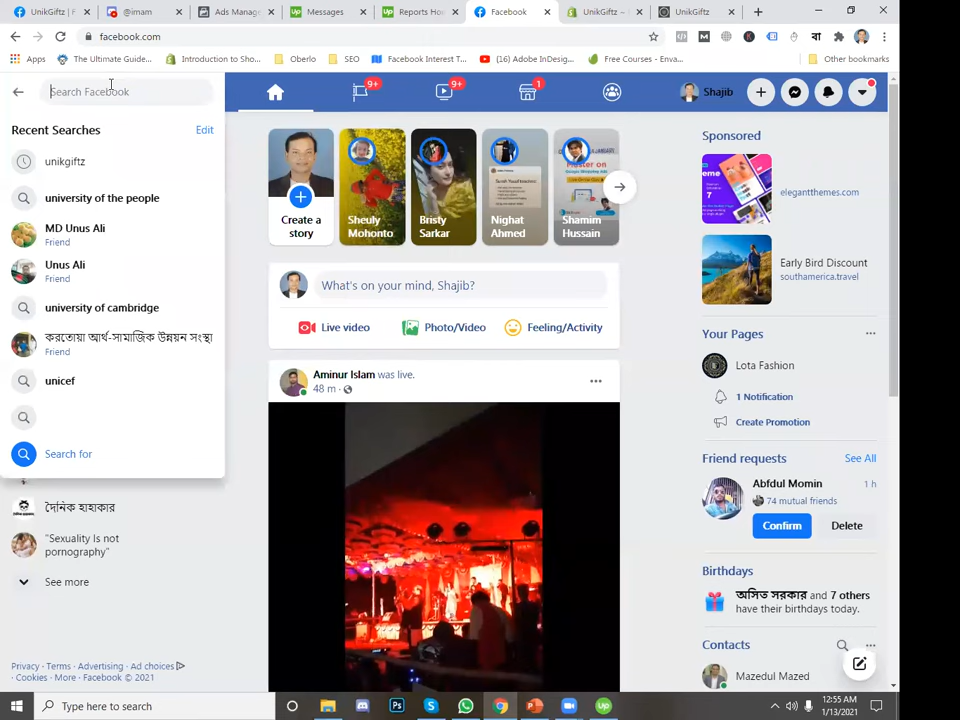 UnikGiftz | F
@imam
Ads Manage
Messages
Reports Hom
Facebook
UnikGiftz ~
UnikGiftz
facebook.com
বা
Apps
The Ultimate Guide...
Introduction to Sho...
Oberlo
SEO
Facebook Interest T...
(16) Adobe InDesig...
Free Courses - Enva...
Other bookmarks
Search Facebook
9+
9+
1
Shajib
Recent Searches
Edit
unikgiftz
university of the people
MD Unus Ali
Friend
Unus Ali
Friend
university of cambridge
করতোয়া আর্থ-সামাজিক উন্নয়ন সংস্থা
Friend
unicef
Search for
দৈনিক হাহাকার
"Sexuality Is not
pornography"
See more
Privacy · Terms · Advertising · Ad choices
· Cookies · More · Facebook © 2021
Create a
story
Sheuly
Mohonto
Bristy
Sarkar
Nighat
Ahmed
Shamim
Hussain
What's on your mind, Shajib?
Live video
Photo/Video
Feeling/Activity
Aminur Islam was live.
48 m ·
Sponsored
elegantthemes.com
Early Bird Discount
southamerica.travel
Your Pages
Lota Fashion
1 Notification
Create Promotion
Friend requests
See All
Abfdul Momin
1 h
74 mutual friends
Confirm
Delete
Birthdays
অসিত সরকার and 7 others
have their birthdays today.
Contacts
Mazedul Mazed
Type here to search
12:55 AM
1/13/2021